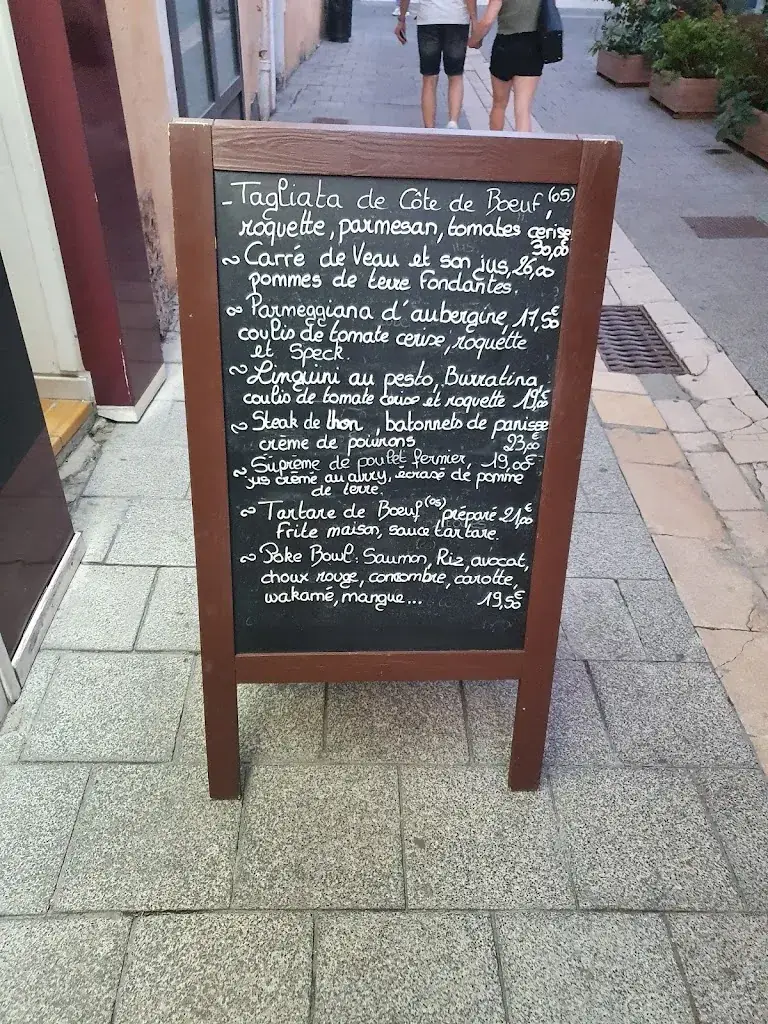 - Tagliata de Côte de Boeuf (05),
roquette, parmesan, tomates cerise
30,00
~ Carré de Veau et son jus, 26,00
pommes de terre fondantes.
~ Parmeggiana d'aubergine, 17,50€
coulis de tomate cerise, roquette
et Speck.
~ Linguini au pesto, Burratina,
coulis de tomate cerise et roquette 19,50€
~ Steak de thon, batonnets de panisse
crème de poivrons 23,00€
~ Suprême de poulet fermier, 19,00€
jus crème au curry, écrasé de pomme
de terre.
~ Tartare de Boeuf (05) préparé 21,00€
Frite maison, sauce tartare.
~ Poke Bowl: Saumon, Riz, avocat,
choux rouge, concombre, carotte,
wakamé, mangue... 19,50€